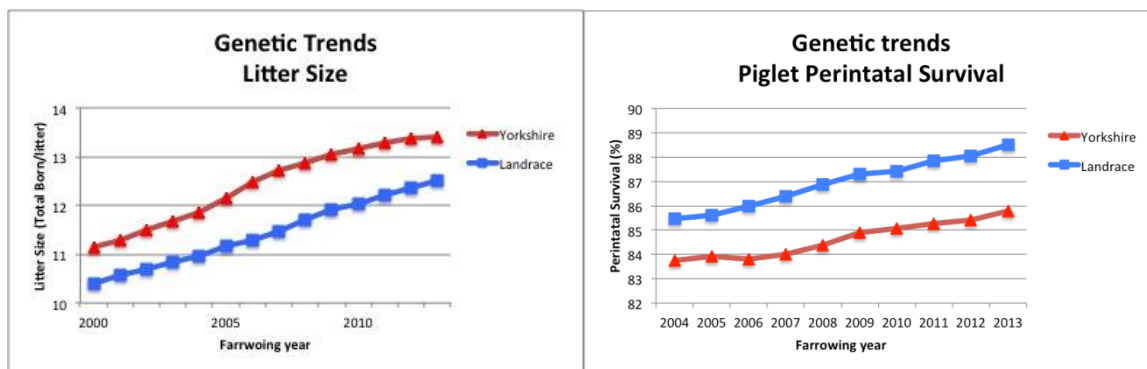 Genetic Trends
Litter Size
Litter Size (Total Born/litter)
14
13
12
11
10
2000
2005
2010
Farrwoing year
Yorkshire
Landrace
Genetic trends
Piglet Perintatal Survival
Perintatal Survival (%)
90
89
88
87
86
85
84
83
82
2004 2005 2006 2007 2008 2009 2010 2011 2012 2013
Farrowing year
Yorkshire
Landrace